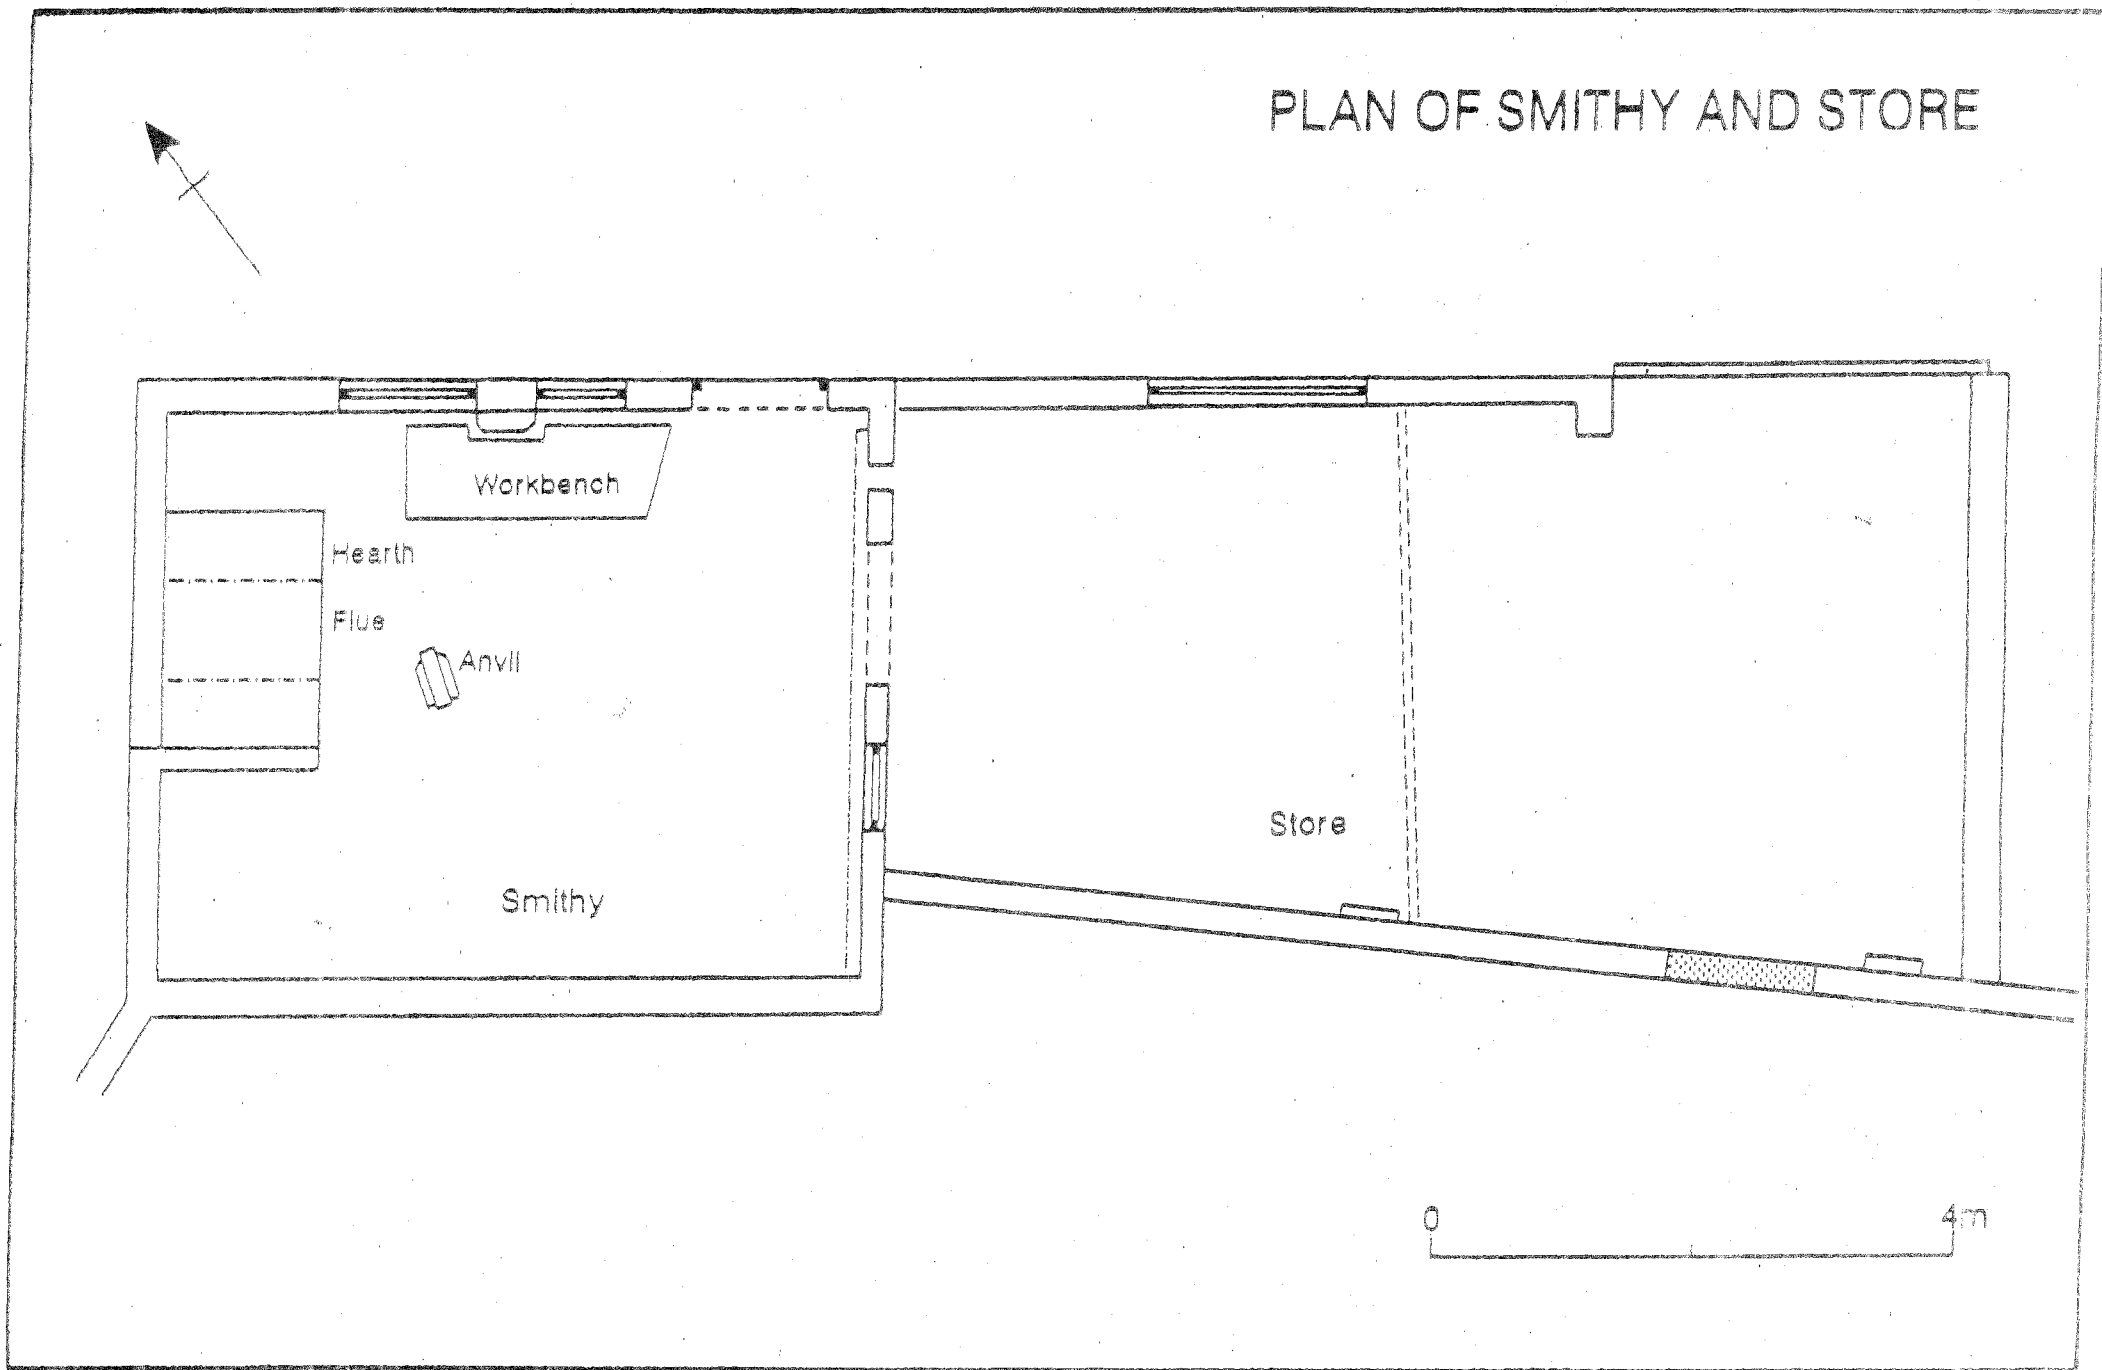 PLAN OF SMITHY AND STORE
Workbench
Hearth
Flue
Anvil
Store
Smithy
0 4m